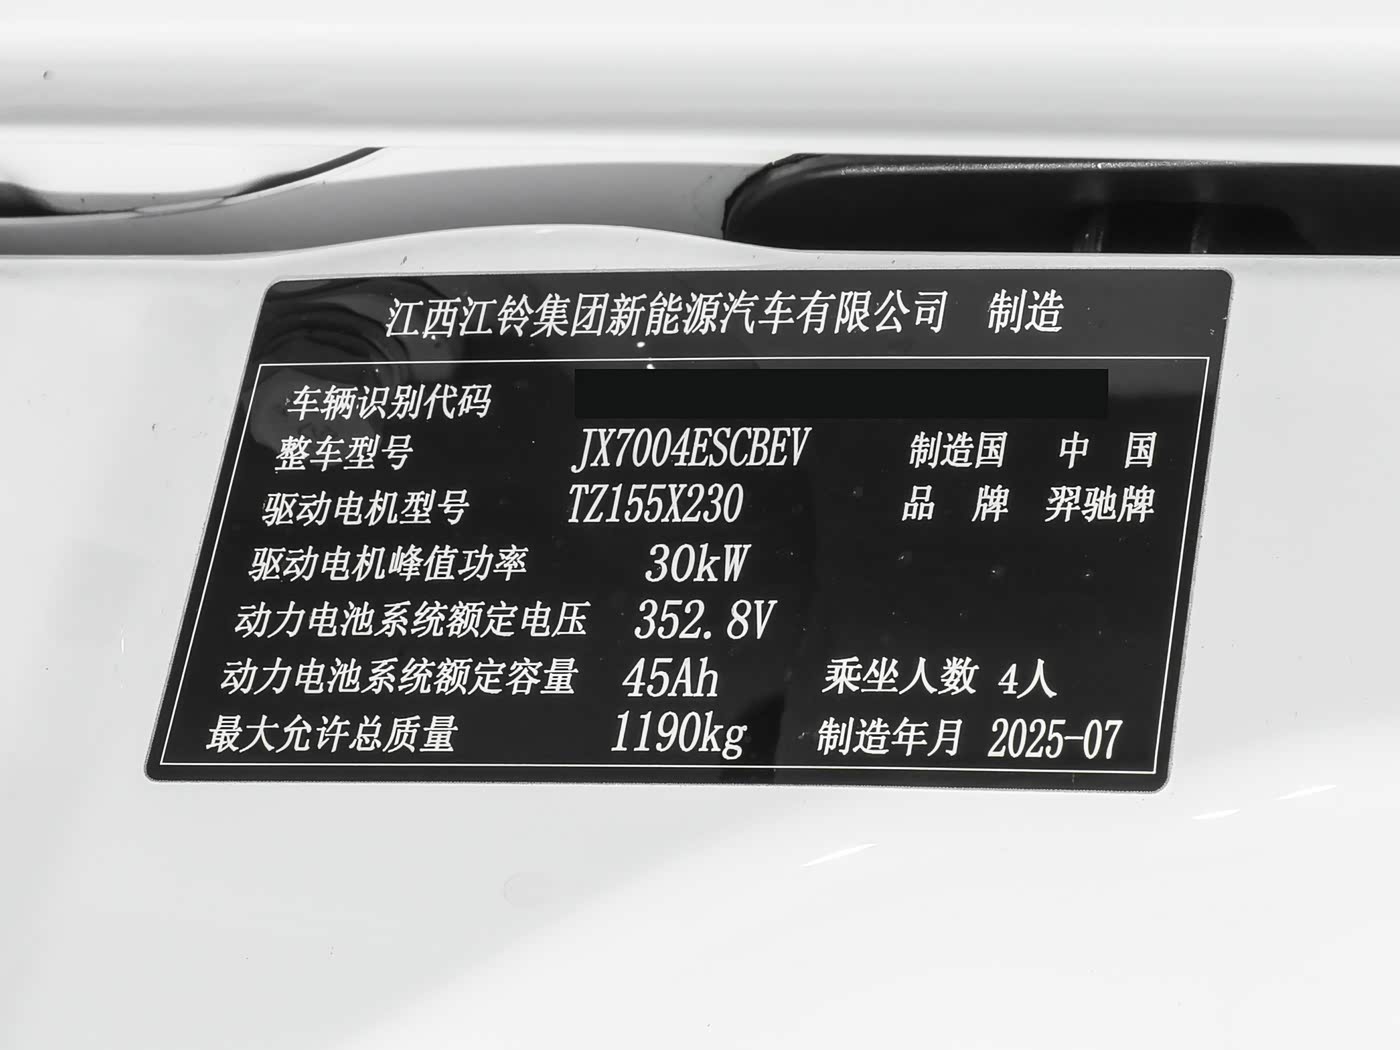 江西江铃集团新能源汽车有限公司 制造
车辆识别代码
整车型号 JX7004ESCBEV 制造国 中 国
驱动电机型号 TZ155X230 品 牌 羿驰牌
驱动电机峰值功率 30kW
动力电池系统额定电压 352.8V
动力电池系统额定容量 45Ah 乘坐人数 4人
最大允许总质量 1190kg 制造年月 2025-07